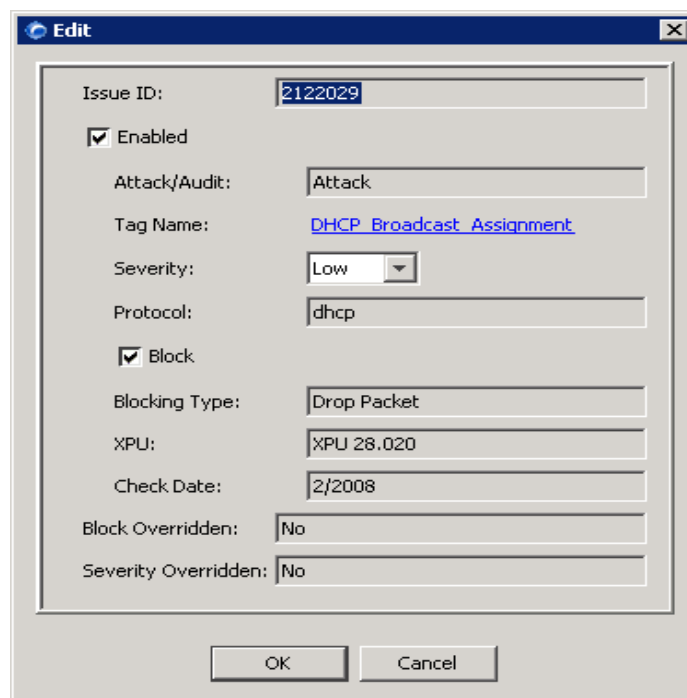 Edit
Issue ID: 2122029
Enabled
Attack/Audit: Attack
Tag Name: DHCP_Broadcast_Assignment
Severity: Low
Protocol: dhcp
Block
Blocking Type: Drop Packet
XPU: XPU 28.020
Check Date: 2/2008
Block Overridden: No
Severity Overridden: No
OK Cancel